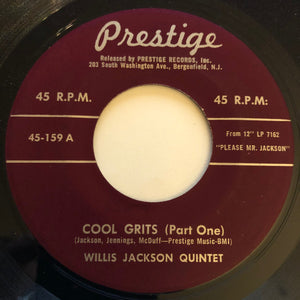 Prestige
Released by PRESTIGE RECORDS, Inc.
203 South Washington Ave., Bergenfield, N.J.
45 R.P.M. 45 R.P.M:
45-159 A From 12" LP 7162
"PLEASE MR. JACKSON"
COOL GRITS (Part One)
(Jackson, Jennings, McDuff—Prestige Music-BMI)
WILLIS JACKSON QUINTET